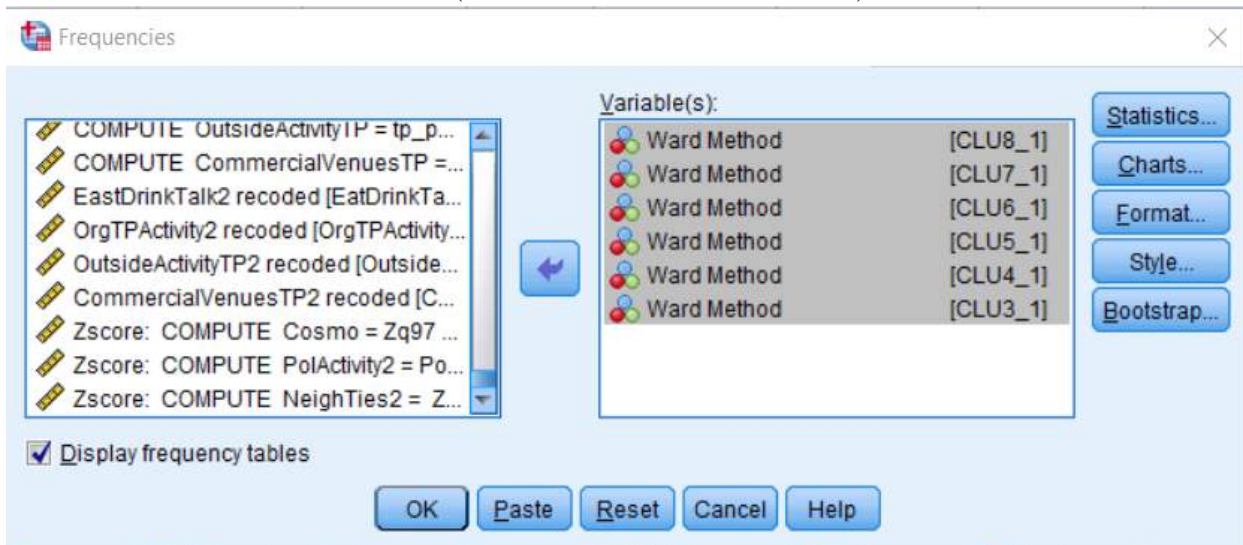 Frequencies
Variable(s):
COMPUTE OutsideActivityTP = tp_p...
COMPUTE CommercialVenuesTP =...
EastDrinkTalk2 recoded [EatDrinkTa...
OrgTPActivity2 recoded [OrgTPActivity...
OutsideActivityTP2 recoded [Outside...
CommercialVenuesTP2 recoded [C...
Zscore: COMPUTE Cosmo = Zq97 ...
Zscore: COMPUTE PolActivity2 = Po...
Zscore: COMPUTE NeighTies2 = Z...
Ward Method [CLU8_1]
Ward Method [CLU7_1]
Ward Method [CLU6_1]
Ward Method [CLU5_1]
Ward Method [CLU4_1]
Ward Method [CLU3_1]
Statistics...
Charts...
Format...
Style...
Bootstrap...
Display frequency tables
OK Paste Reset Cancel Help